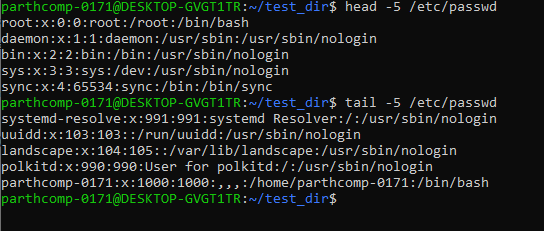 parthcomp-0171@DESKTOP-GVGT1TR:~/test_dir$ head -5 /etc/passwd
root:x:0:0:root:/root:/bin/bash
daemon:x:1:1:daemon:/usr/sbin:/usr/sbin/nologin
bin:x:2:2:bin:/bin:/usr/sbin/nologin
sys:x:3:3:sys:/dev:/usr/sbin/nologin
sync:x:4:65534:sync:/bin:/bin/sync
parthcomp-0171@DESKTOP-GVGT1TR:~/test_dir$ tail -5 /etc/passwd
systemd-resolve:x:991:991:systemd Resolver:/:/usr/sbin/nologin
uuidd:x:103:103::/run/uuidd:/usr/sbin/nologin
landscape:x:104:105::/var/lib/landscape:/usr/sbin/nologin
polkitd:x:990:990:User for polkitd:/:/usr/sbin/nologin
parthcomp-0171:x:1000:1000:,,,:/home/parthcomp-0171:/bin/bash
parthcomp-0171@DESKTOP-GVGT1TR:~/test_dir$